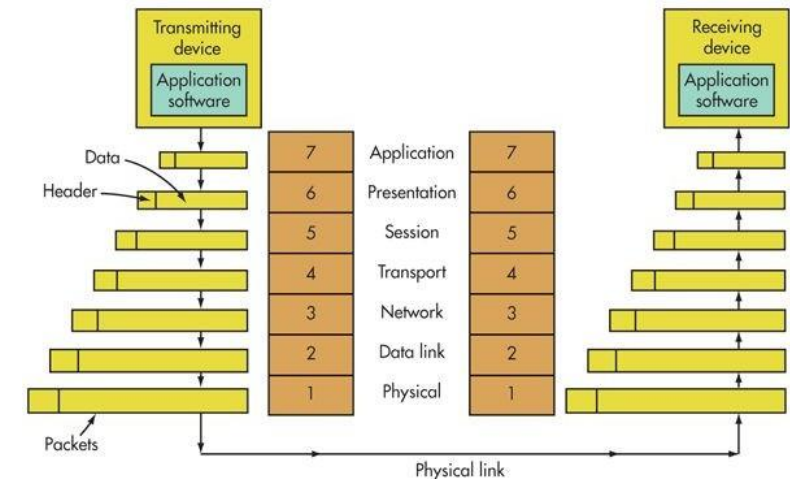 Transmitting
device
Application
software
Receiving
device
Application
software
Data
Header
7 Application 7
6 Presentation 6
5 Session 5
4 Transport 4
3 Network 3
2 Data link 2
1 Physical 1
Packets
Physical link